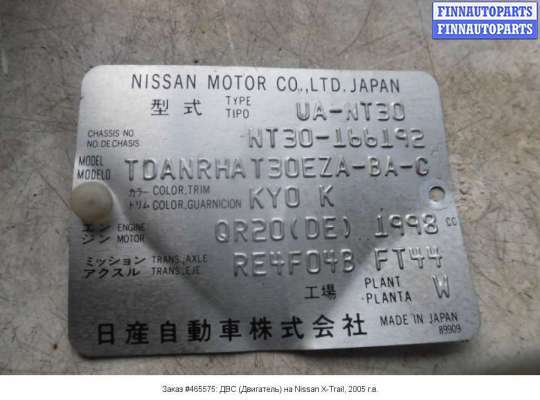 FINNAUTOPARTS
FINNAUTOPARTS
FINNAUTOPARTS
NISSAN MOTOR CO.,LTD. JAPAN
型式 TYPE TIPO UA-NT30
CHASSIS NO
NO. DE CHASIS NT30-166192
MODEL
MODELO TDANRHAT30EZA-BA-C
カラー COLOR,TRIM
トリム COLOR,GUARNICION KY0 K
エンジン ENGINE MOTOR QR20(DE) 1998 CC
ミッション TRANS.,AXLE
アクスル TRANS.,EJE RE4F04B FT44
工場 PLANT PLANTA W
日産自動車株式会社 MADE IN JAPAN
89909
Заказ #465575: ДВС (Двигатель) на Nissan X-Trail, 2005 г.в.